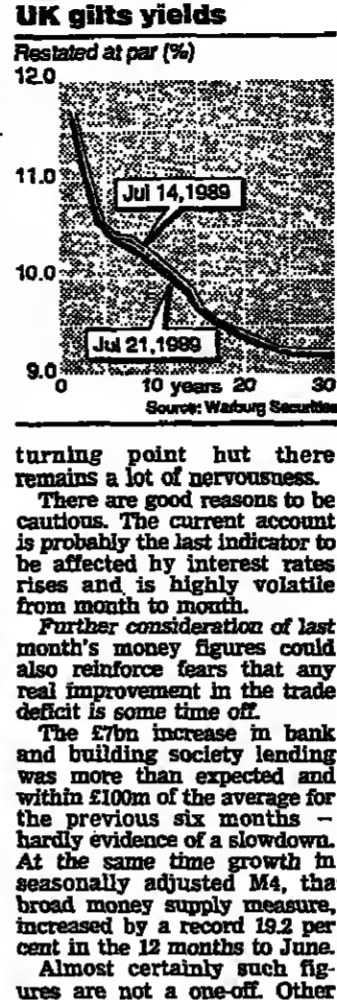 UK gilts yields
Restated at par (%)
12.0
11.0
Jul 14,1989
10.0
Jul 21,1989
9.0
0 10 years 20 30
Source: Warburg Securities
turning point hut there
remains a lot of nervousness.
There are good reasons to be
cautious. The current account
is probably the last indicator to
be affected hy interest rates
rises and is highly volatile
from month to month.
Further consideration of last
month's money figures could
also reinforce fears that any
real improvement in the trade
deficit is some time off.
The £7bn increase in bank
and building society lending
was more than expected and
within £100m of the average for
the previous six months –
hardly evidence of a slowdown.
At the same time growth in
seasonally adjusted M4, tha
broad money supply measure,
increased by a record 19.2 per
cent in the 12 months to June.
Almost certainly such fig-
ures are not a one-off. Other